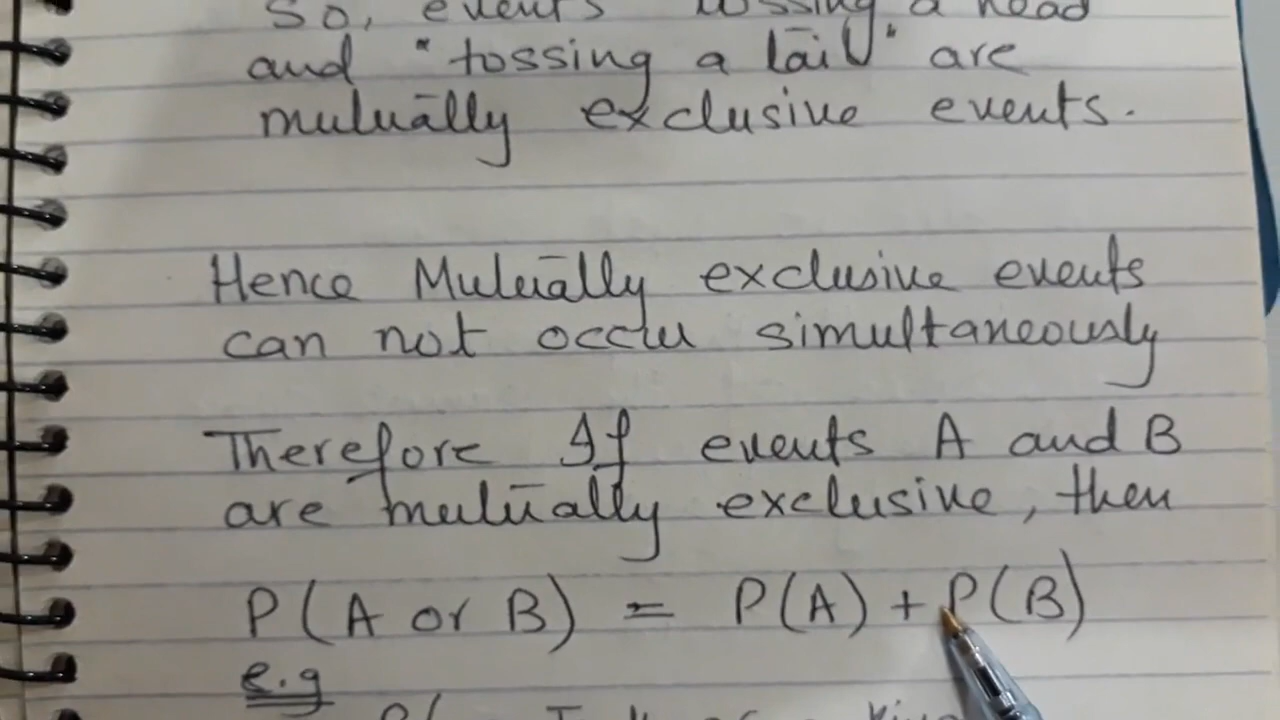 So, events "tossing a head
and "tossing a tail" are
mutually exclusive events.
Hence Mutually exclusive events
can not occur simultaneously
Therefore If events A and B
are mutually exclusive, then
P(A or B) = P(A) + P(B)
e.g